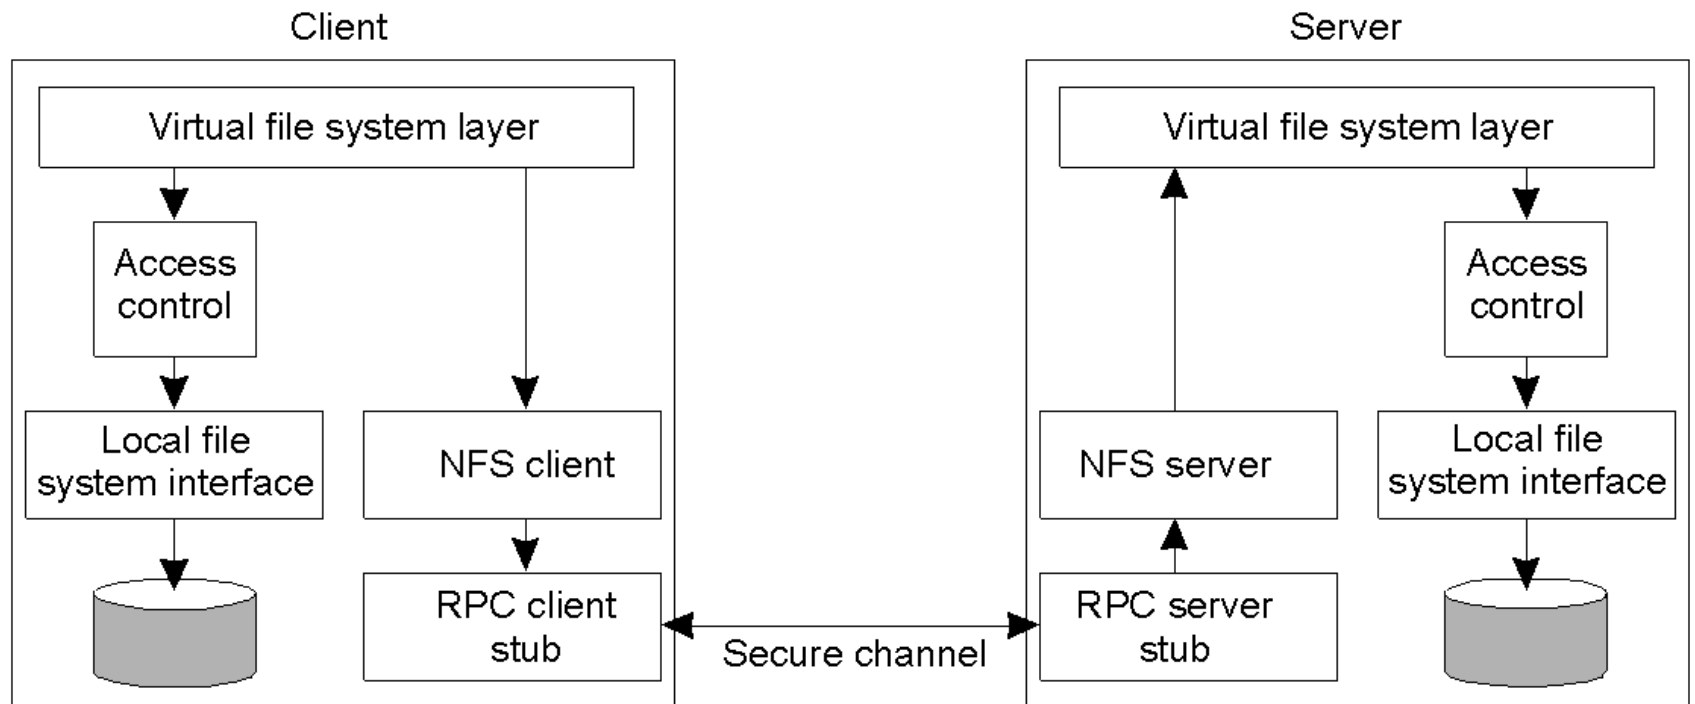 Client
Server
Virtual file system layer
Virtual file system layer
Access
control
Access
control
Local file
system interface
NFS client
NFS server
Local file
system interface
RPC client
stub
Secure channel
RPC server
stub